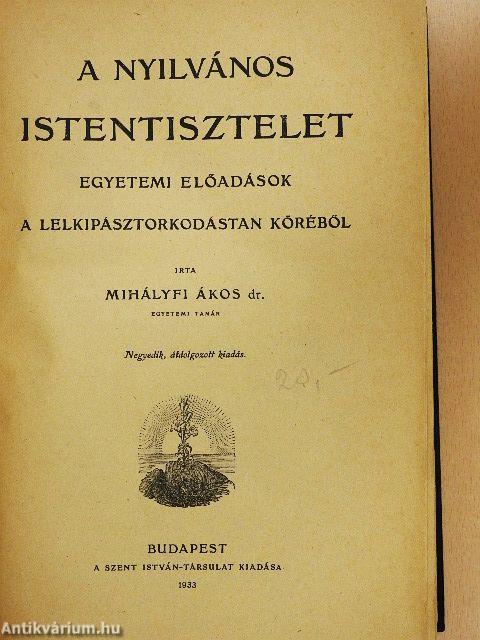 A NYILVÁNOS
ISTENTISZTELET
EGYETEMI ELŐADÁSOK
A LELKIPÁSZTORKODÁSTAN KÖRÉBŐL
IRTA
MIHÁLYFI ÁKOS dr.
EGYETEMI TANÁR
Negyedik, átdolgozott kiadás.
20.–
BUDAPEST
A SZENT ISTVÁN-TÁRSULAT KIADÁSA
1933
Antikvárium.hu